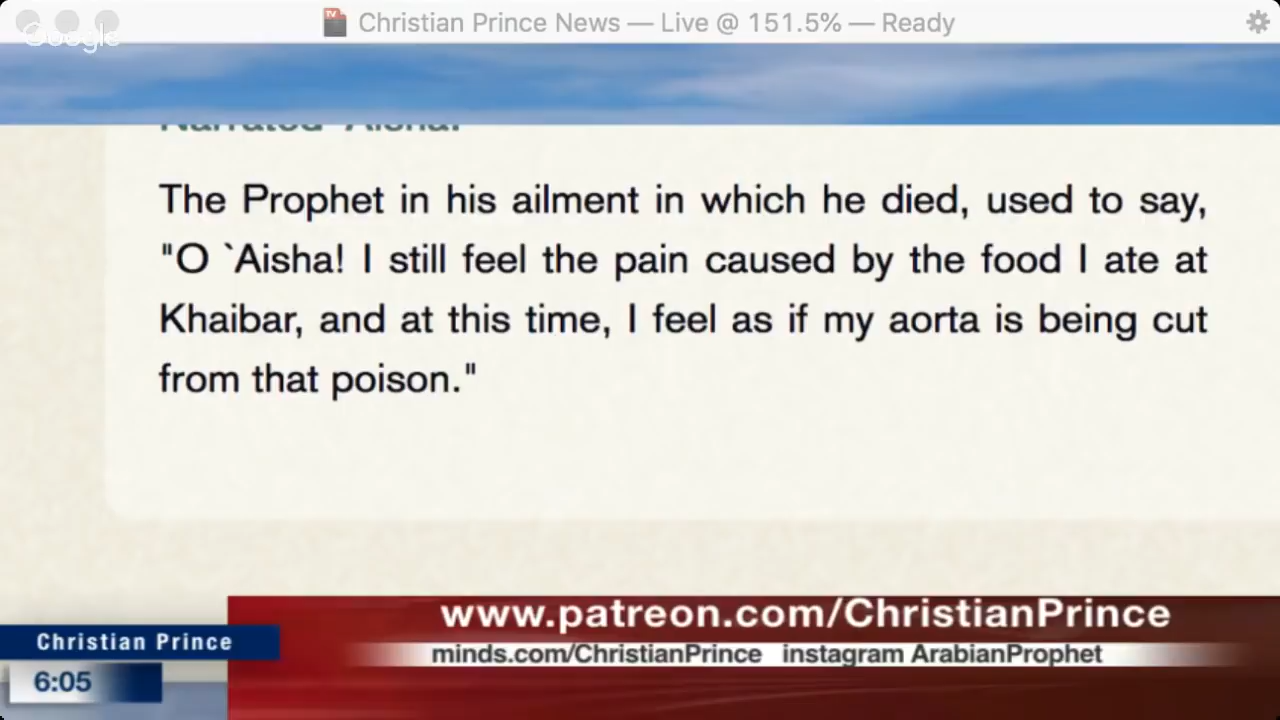 Christian Prince News — Live @ 151.5% — Ready
Google
Narrated `Aisha:
The Prophet in his ailment in which he died, used to say,
"O `Aisha! I still feel the pain caused by the food I ate at
Khaibar, and at this time, I feel as if my aorta is being cut
from that poison."
www.patreon.com/ChristianPrince
Christian Prince
minds.com/ChristianPrince instagram ArabianProphet
6:05